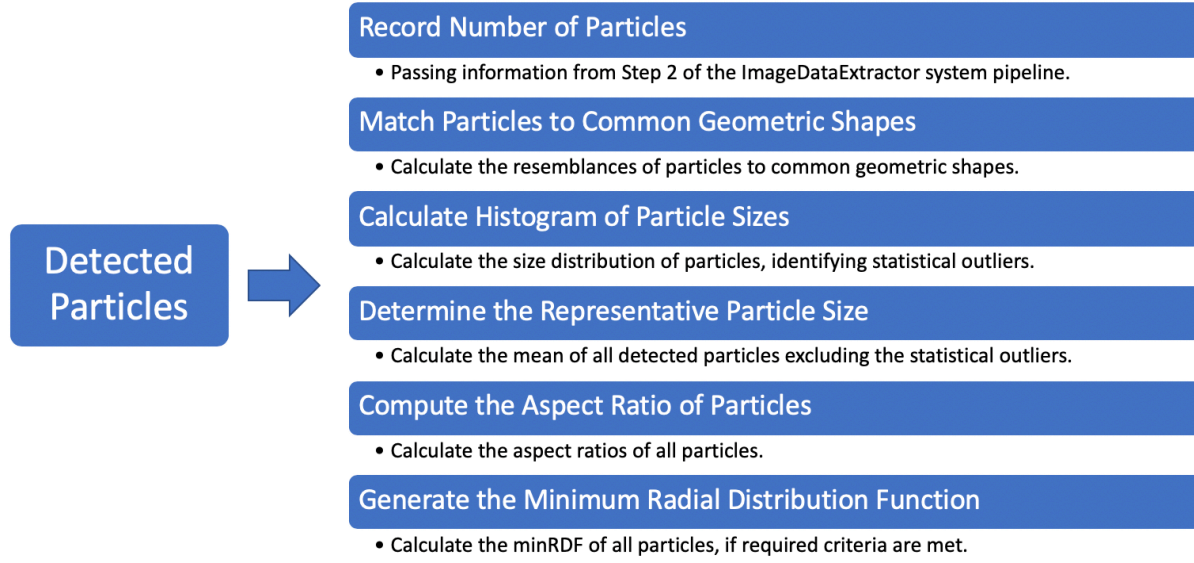 Detected
Particles
Record Number of Particles
• Passing information from Step 2 of the ImageDataExtractor system pipeline.
Match Particles to Common Geometric Shapes
• Calculate the resemblances of particles to common geometric shapes.
Calculate Histogram of Particle Sizes
• Calculate the size distribution of particles, identifying statistical outliers.
Determine the Representative Particle Size
• Calculate the mean of all detected particles excluding the statistical outliers.
Compute the Aspect Ratio of Particles
• Calculate the aspect ratios of all particles.
Generate the Minimum Radial Distribution Function
• Calculate the minRDF of all particles, if required criteria are met.